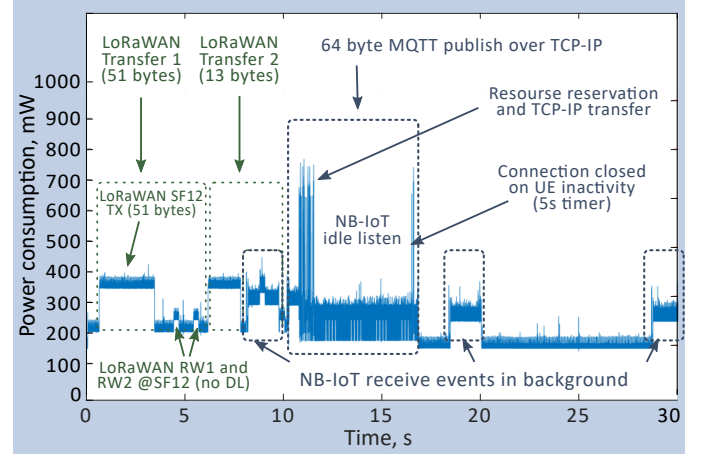 LoRaWAN
Transfer 1
(51 bytes)
LoRaWAN
Transfer 2
(13 bytes)
64 byte MQTT publish over TCP-IP
Resourse reservation
and TCP-IP transfer
Connection closed
on UE inactivity
(5s timer)
LoRaWAN SF12
TX (51 bytes)
NB-IoT
idle listen
LoRaWAN RW1 and
RW2 @SF12 (no DL)
NB-IoT receive events in background
Power consumption, mW
1000
900
800
700
600
500
400
300
200
100
0
0
5
10
15
20
25
30
Time, s